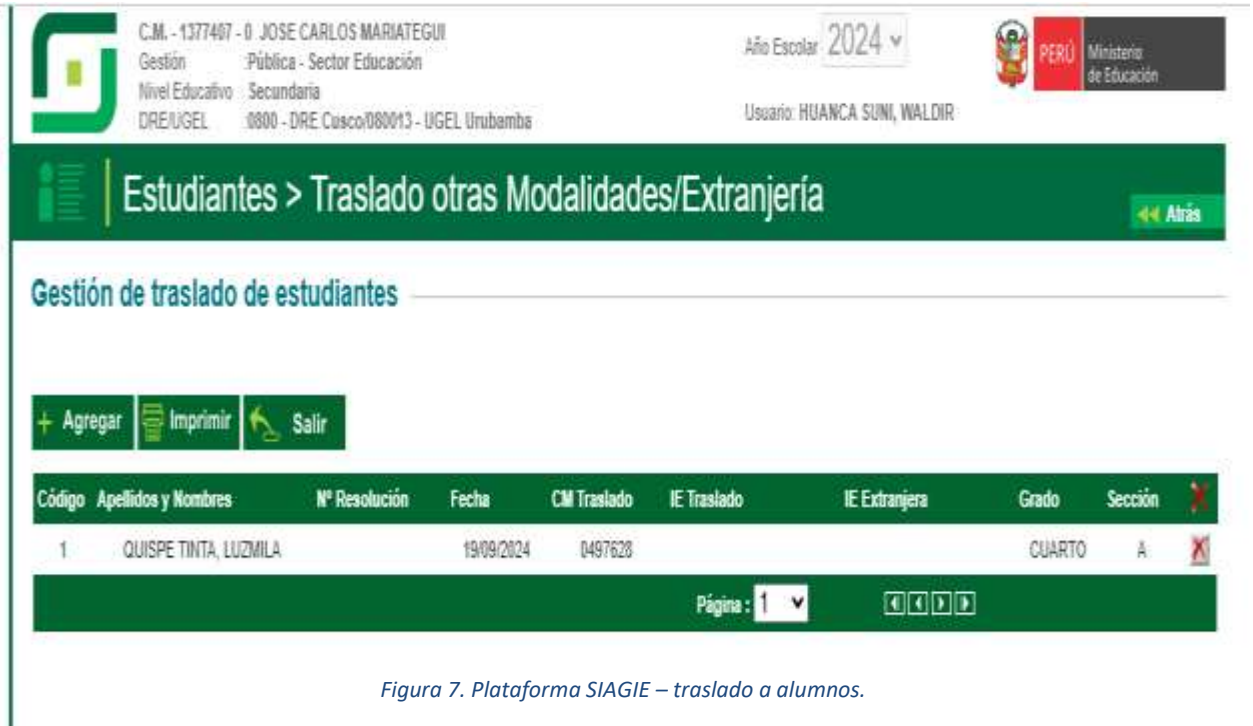 C.M. - 1377407 - 0 JOSE CARLOS MARIATEGUI
Gestión :Pública - Sector Educación
Nivel Educativo Secundaria
DRE/UGEL :0800 - DRE Cusco/080013 - UGEL Urubamba
Año Escolar 2024
Usuario: HUANCA SUNI, WALDIR
PERÚ Ministerio
de Educación
Estudiantes > Traslado otras Modalidades/Extranjería
Atrás
Gestión de traslado de estudiantes
+ Agregar Imprimir Salir
Código Apellidos y Nombres Nº Resolución Fecha CM Traslado IE Traslado IE Extranjera Grado Sección
1 QUISPE TINTA, LUZMILA 19/09/2024 0497628 CUARTO A
Página : 1
Figura 7. Plataforma SIAGIE – traslado a alumnos.